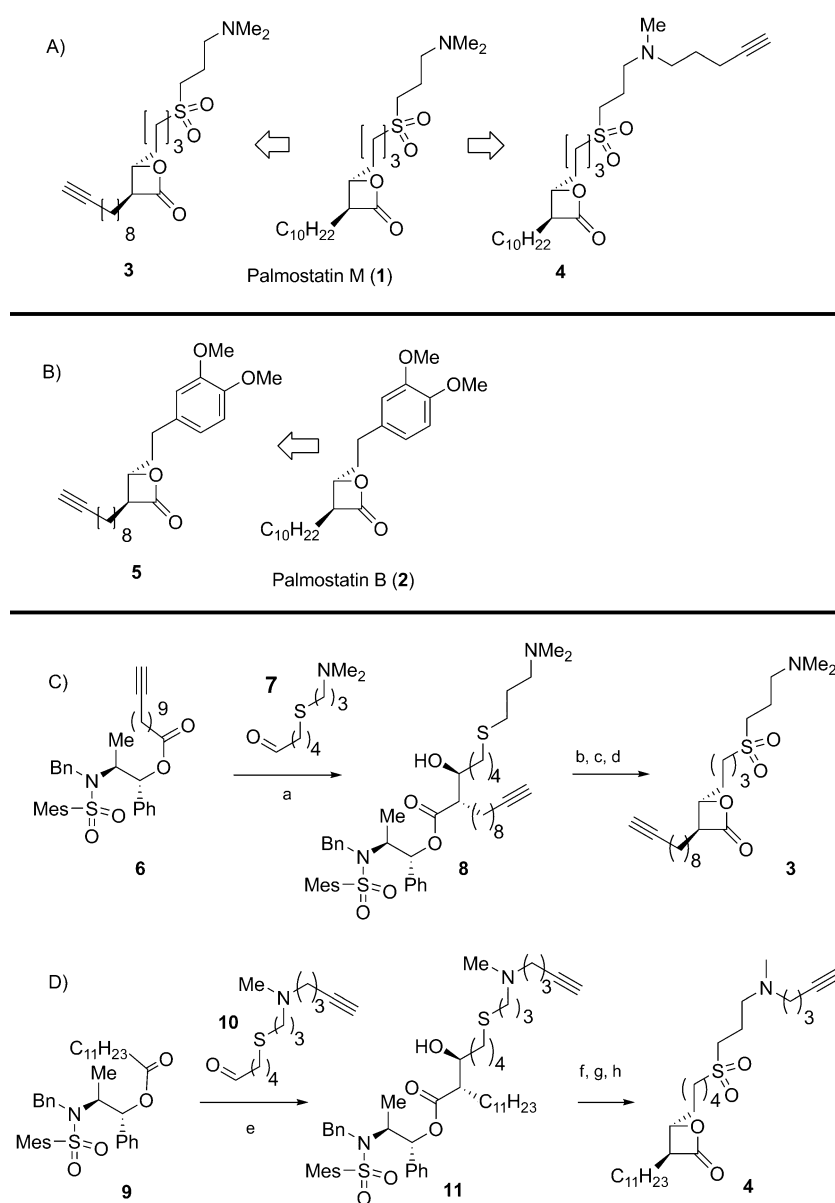 A)
NMe2
S O
O
3
O
O
8
3
NMe2
S O
O
3
O
O
C10H22
Palmostatin M (1)
Me
N
S O
O
3
O
O
C10H22
4
B)
OMe
OMe
O
O
8
5
OMe
OMe
O
O
C10H22
Palmostatin B (2)
C)
9
O
Me
O
Bn
N
Mes S O
O
Ph
6
7
NMe2
3
S
O
4
a
NMe2
S
HO
4
O
8
Me
O
Bn
N
Mes S O
O
Ph
8
b, c, d
NMe2
S O
O
3
O
O
8
3
D)
C11H23
O
Me
O
Bn
N
Mes S O
O
Ph
9
10
Me
N
3
3
S
O
4
e
Me
N
3
S
3
HO
4
O
C11H23
Me
O
Bn
N
Mes S O
O
Ph
11
f, g, h
N
3
S O
O
4
O
O
C11H23
4